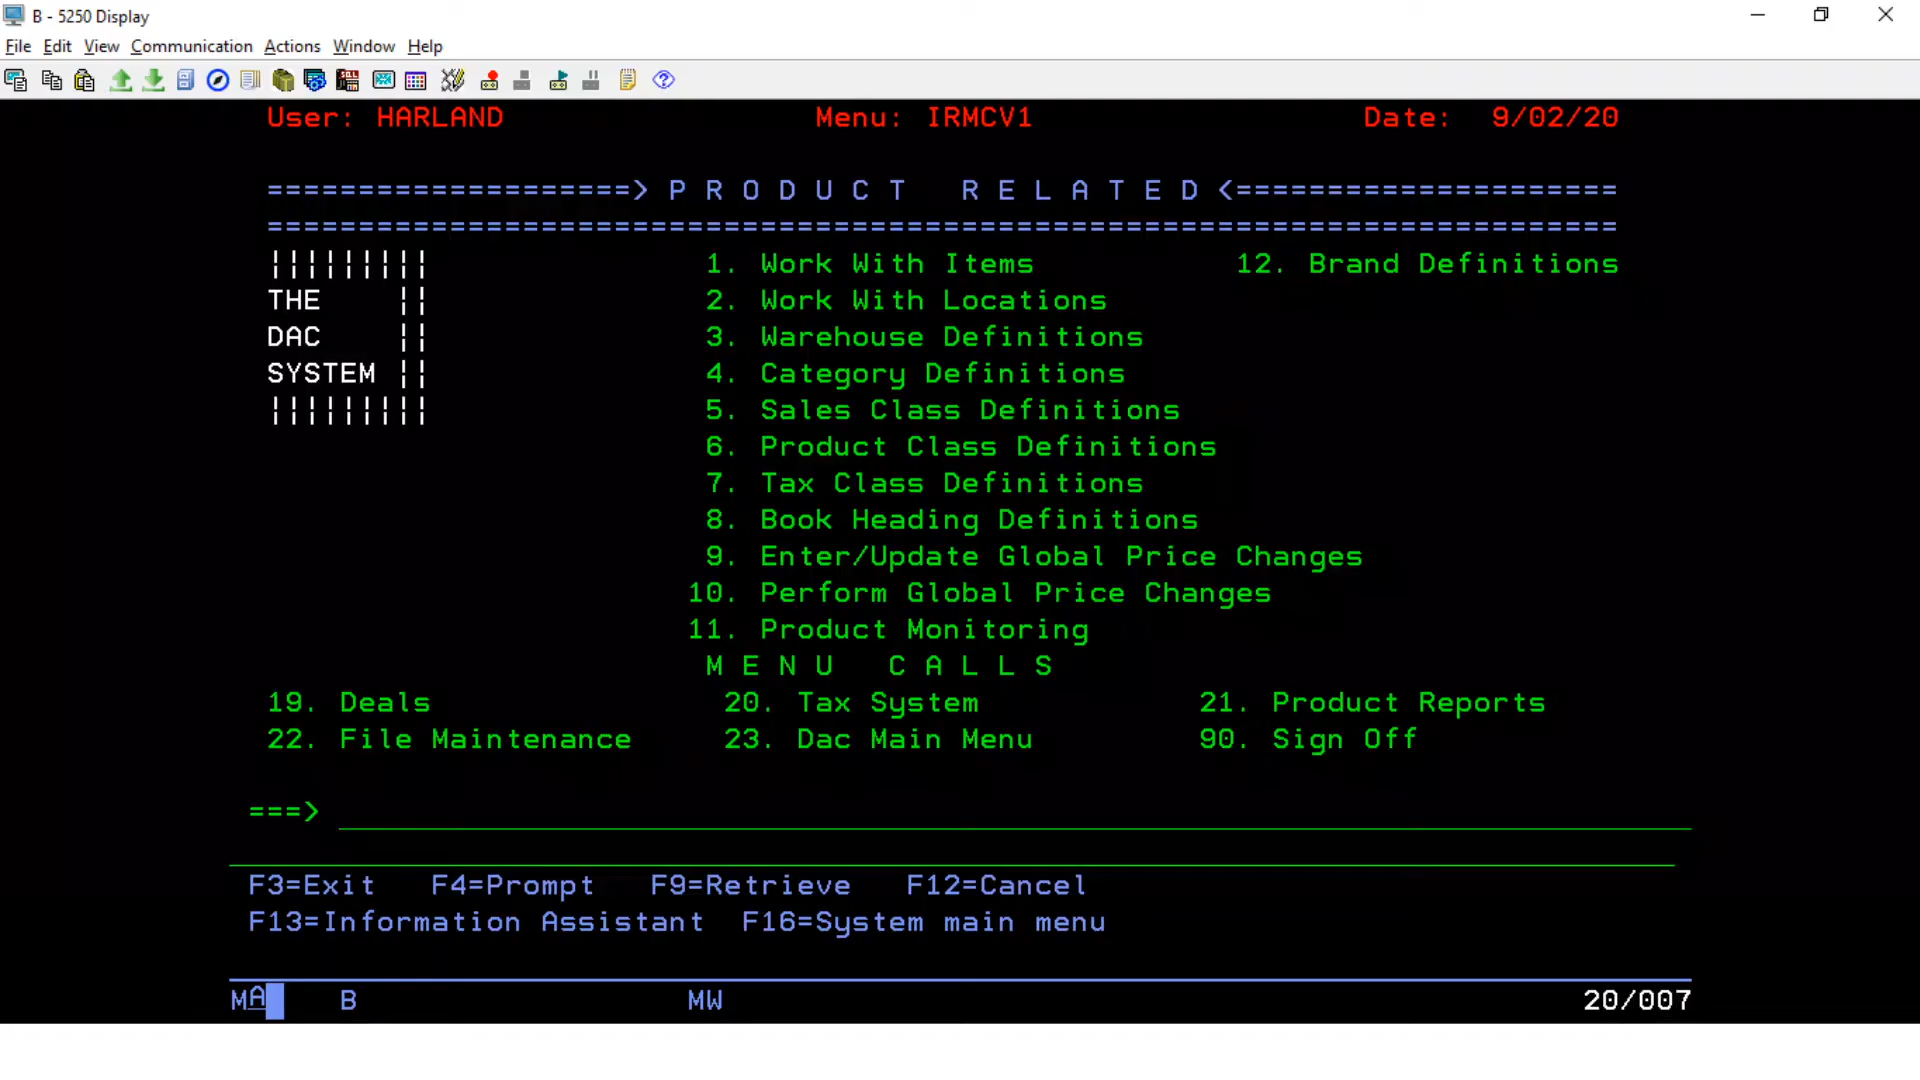 B - 5250 Display
File Edit View Communication Actions Window Help
User: HARLAND Menu: IRMCV1 Date: 9/02/20
====================> P R O D U C T   R E L A T E D <=====================
==========================================================================
¦¦¦¦¦¦¦¦¦ 1. Work With Items 12. Brand Definitions
THE ¦¦ 2. Work With Locations
DAC ¦¦ 3. Warehouse Definitions
SYSTEM ¦¦ 4. Category Definitions
¦¦¦¦¦¦¦¦¦ 5. Sales Class Definitions
6. Product Class Definitions
7. Tax Class Definitions
8. Book Heading Definitions
9. Enter/Update Global Price Changes
10. Perform Global Price Changes
11. Product Monitoring
M E N U   C A L L S
19. Deals 20. Tax System 21. Product Reports
22. File Maintenance 23. Dac Main Menu 90. Sign Off
===>
F3=Exit F4=Prompt F9=Retrieve F12=Cancel
F13=Information Assistant F16=System main menu
MA B MW 20/007